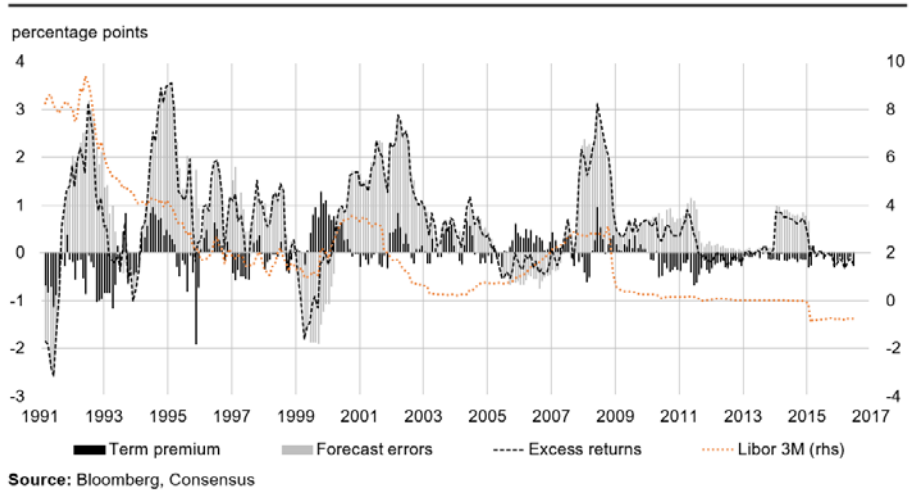 percentage points
4 10
3 8
2 6
1 4
0 2
-1 0
-2 -2
-3 -4
1991 1993 1995 1997 1999 2001 2003 2005 2007 2009 2011 2013 2015 2017
Term premium Forecast errors Excess returns Libor 3M (rhs)
Source: Bloomberg, Consensus